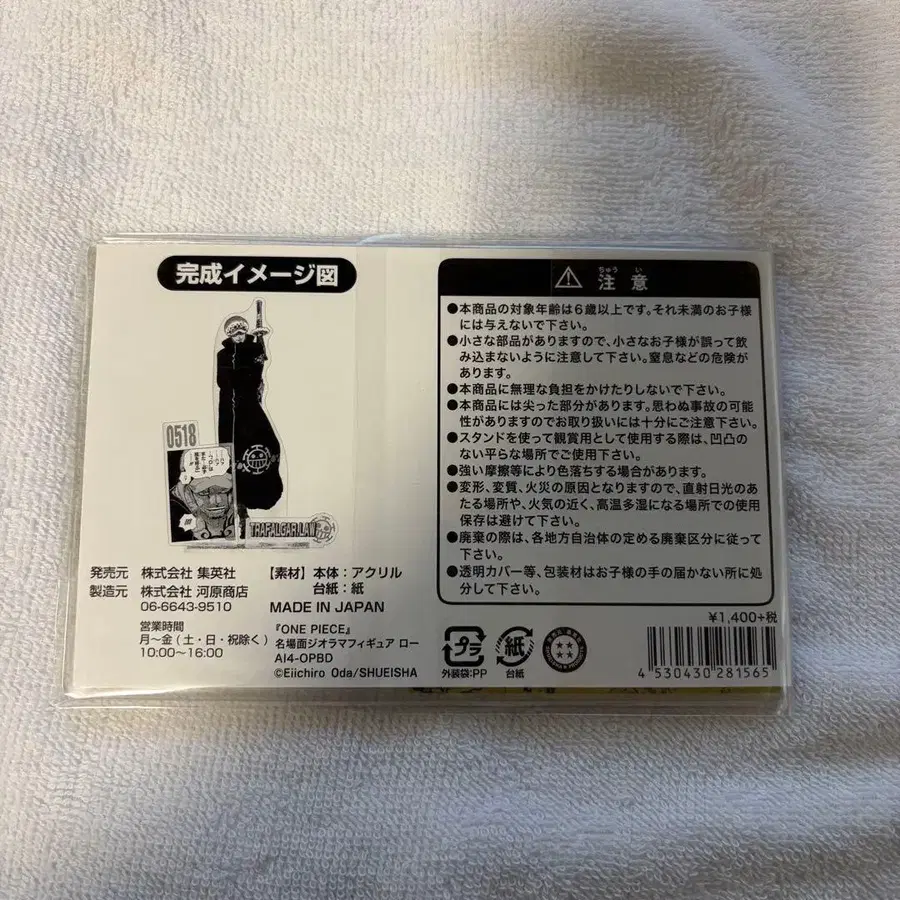 完成イメージ図
0518
TRAFALGAR.LAW
発売元 株式会社 集英社
製造元 株式会社 河原商店
06-6643-9510
営業時間
月〜金(土・日・祝除く)
10:00〜16:00
【素材】本体：アクリル
台紙：紙
MADE IN JAPAN
『ONE PIECE』
名場面ジオラマフィギュア ロー
AI4-OPBD
©Eiichiro Oda/SHUEISHA
ちゅう い
注 意
●本商品の対象年齢は6歳以上です。それ未満のお子様
には与えないで下さい。
●小さな部品がありますので、小さなお子様が誤って飲
み込まないように注意して下さい。窒息などの危険が
あります。
●本商品に無理な負担をかけたりしないで下さい。
●本商品には尖った部分があります。思わぬ事故の可能
性がありますのでお取り扱いには十分にご注意下さい。
●スタンドを使って観賞用として使用する際は、凹凸の
ない平らな場所でご使用下さい。
●強い摩擦等により色落ちする場合があります。
●変形、変質、火災の原因となりますので、直射日光のあ
たる場所や、火気の近く、高温多湿になる場所での使用
保存は避けて下さい。
●廃棄の際は、各地方自治体の定める廃棄区分に従って
下さい。
●透明カバー等、包装材はお子様の手の届かない所に処
分して下さい。
¥1,400+税
プラ
外装袋:PP
紙
台紙
4 530430 281565